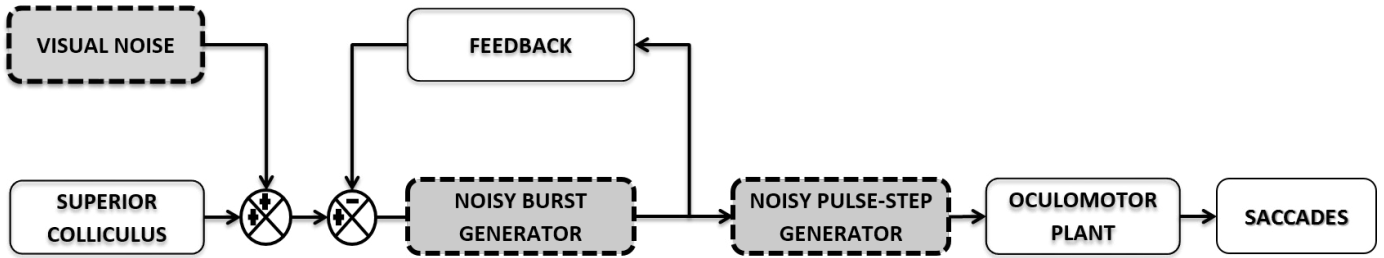 VISUAL NOISE
FEEDBACK
SUPERIOR
COLLICULUS
+
+
-
+
NOISY BURST
GENERATOR
NOISY PULSE-STEP
GENERATOR
OCULOMOTOR
PLANT
SACCADES